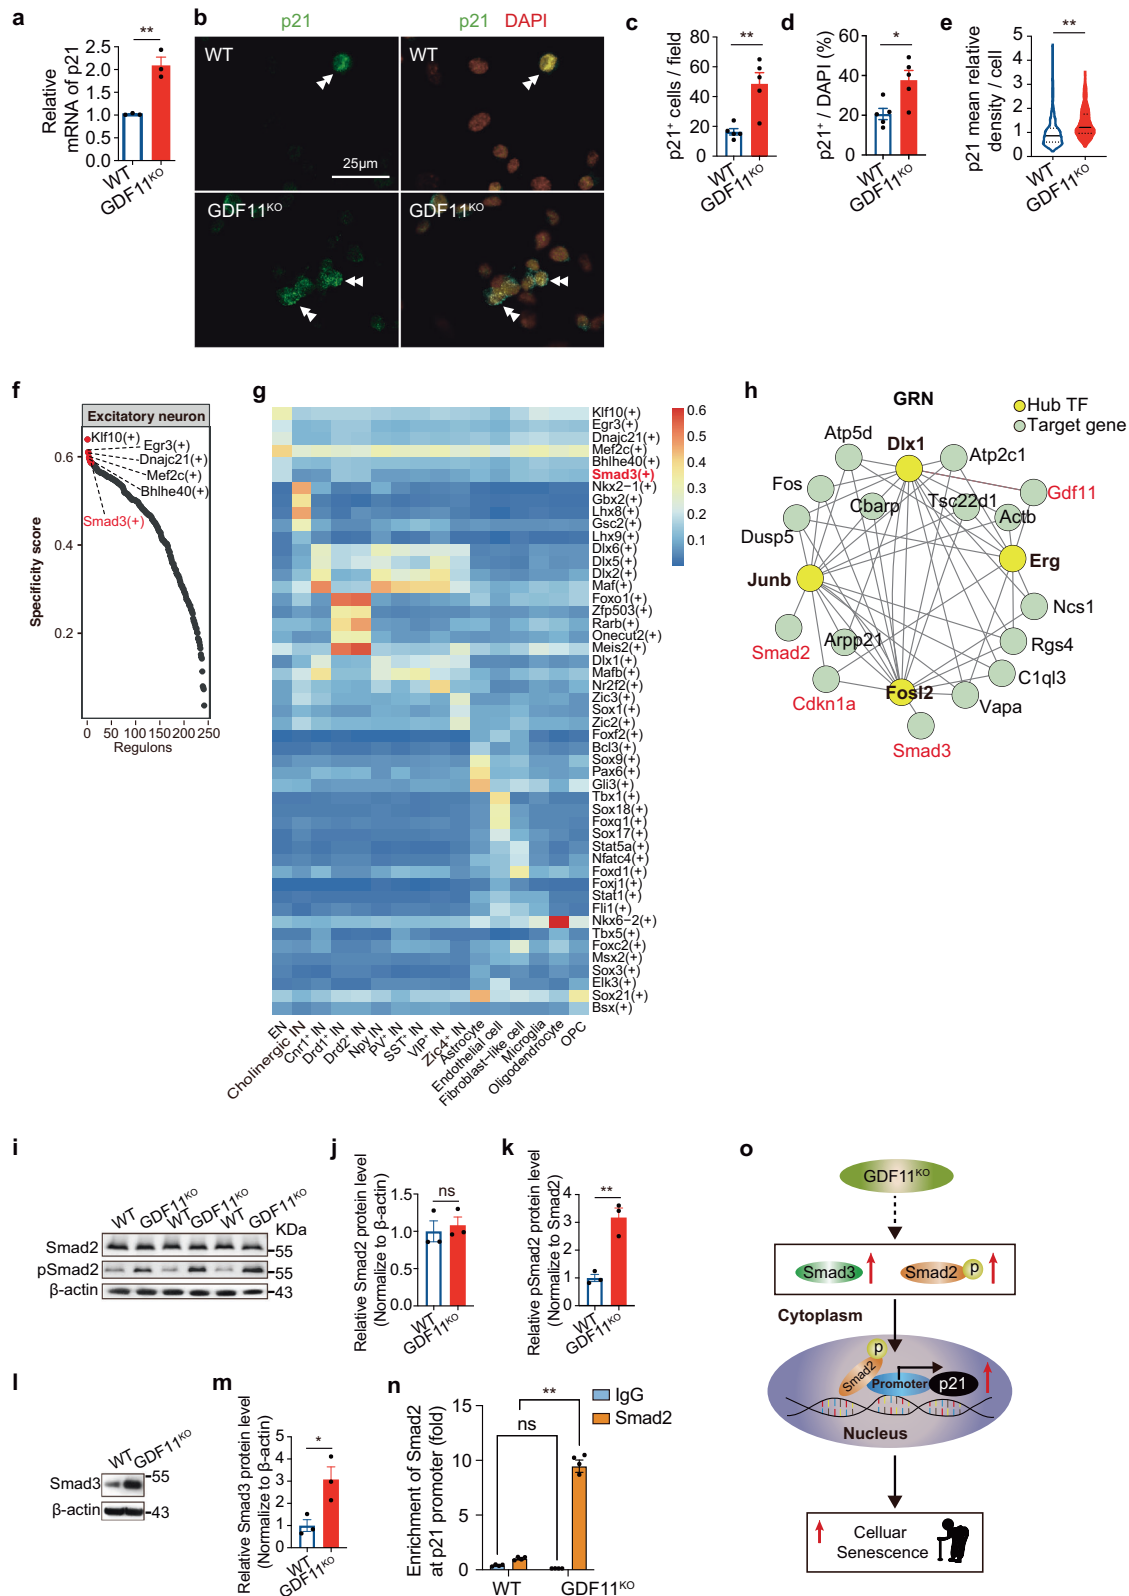 a
Relative
mRNA of p21
2.5
2.0
1.5
1.0
0.5
0.0
**
WT
GDF11KO
b
p21
p21 DAPI
WT
WT
25μm
GDF11KO
GDF11KO
c
p21+ cells / field
80
60
40
20
0
**
WT
GDF11KO
d
p21+ / DAPI (%)
60
40
20
0
*
WT
GDF11KO
e
p21 mean relative
density / cell
5
4
3
2
1
0
**
WT
GDF11KO
f
Excitatory neuron
Klf10(+)
Egr3(+)
Dnajc21(+)
Mef2c(+)
Bhlhe40(+)
Smad3(+)
Specificity score
0.6
0.4
0.2
0 50 100 150 200 250
Regulons
g
Klf10(+)
Egr3(+)
Dnajc21(+)
Mef2c(+)
Bhlhe40(+)
Smad3(+)
Nkx2−1(+)
Gbx2(+)
Lhx8(+)
Gsc2(+)
Lhx9(+)
Dlx6(+)
Dlx5(+)
Dlx2(+)
Maf(+)
Foxo1(+)
Zfp503(+)
Rarb(+)
Onecut2(+)
Meis2(+)
Dlx1(+)
Mafb(+)
Nr2f2(+)
Zic3(+)
Sox1(+)
Zic2(+)
Foxf2(+)
Bcl3(+)
Sox9(+)
Pax6(+)
Gli3(+)
Tbx1(+)
Sox18(+)
Foxq1(+)
Sox17(+)
Stat5a(+)
Nfatc4(+)
Foxd1(+)
Foxj1(+)
Stat1(+)
Fli1(+)
Nkx6−2(+)
Tbx5(+)
Foxc2(+)
Msx2(+)
Sox3(+)
Elk3(+)
Sox21(+)
Bsx(+)
EN
Cholinergic IN
Cnr1+ IN
Drd1+ IN
Drd2+ IN
Npy IN
PV+ IN
SST+ IN
VIP+ IN
Zic4+ IN
Astrocyte
Endothelial cell
Fibroblast−like cell
Microglia
Oligodendrocyte
OPC
0.6
0.5
0.4
0.3
0.2
0.1
h
GRN
Hub TF
Target gene
Dlx1
Atp5d
Atp2c1
Fos
Cbarp
Tsc22d1
Gdf11
Actb
Dusp5
Erg
Junb
Ncs1
Smad2
Arpp21
Rgs4
C1ql3
Cdkn1a
Fosl2
Vapa
Smad3
i
WT
GDF11KO
WT
GDF11KO
WT
GDF11KO
KDa
Smad2
55
pSmad2
55
β-actin
43
j
Relative Smad2 protein level
(Normalize to β-actin)
1.5
1.0
0.5
0.0
ns
WT
GDF11KO
k
Relative pSmad2 protein level
(Normalize to Smad2)
4
3
2
1
0
**
WT
GDF11KO
l
WT
GDF11KO
Smad3
55
β-actin
43
m
Relative Smad3 protein level
(Normalize to β-actin)
5
4
3
2
1
0
*
WT
GDF11KO
n
Enrichment of Smad2
at p21 promoter (fold)
15
10
5
0
IgG
Smad2
**
ns
WT
GDF11KO
o
GDF11KO
Smad3
Smad2
p
Cytoplasm
p
Smad2
Promoter
p21
Nucleus
Celluar
Senescence